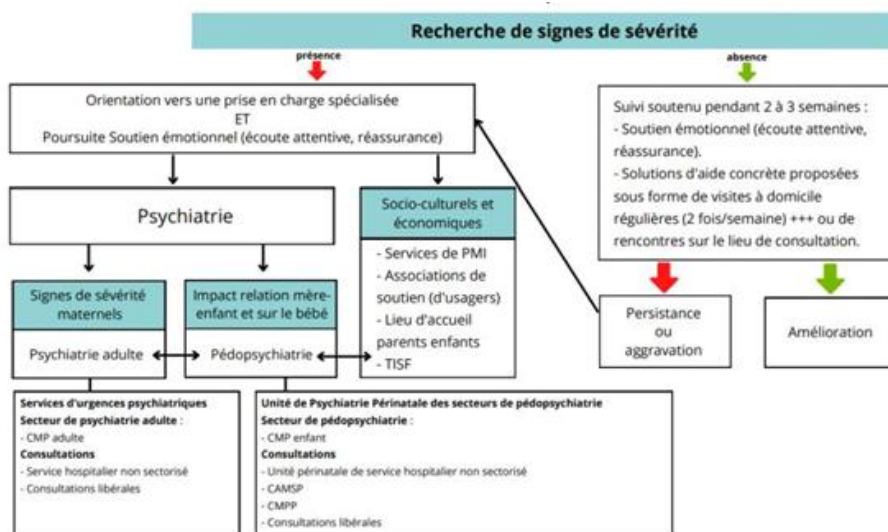 Recherche de signes de sévérité
présence
absence
Orientation vers une prise en charge spécialisée
ET
Poursuite Soutien émotionnel (écoute attentive, réassurance)
Suivi soutenu pendant 2 à 3 semaines :
- Soutien émotionnel (écoute attentive,
réassurance).
- Solutions d'aide concrète proposées
sous forme de visites à domicile
régulières (2 fois/semaine) +++ ou de
rencontres sur le lieu de consultation.
Psychiatrie
Socio-culturels et
économiques
- Services de PMI
- Associations de
soutien (d'usagers)
- Lieu d'accueil
parents enfants
- TISF
Signes de sévérité
maternels
Psychiatrie adulte
Impact relation mère-
enfant et sur le bébé
Pédopsychiatrie
Persistance
ou
aggravation
Amélioration
Services d'urgences psychiatriques
Secteur de psychiatrie adulte :
- CMP adulte
Consultations
- Service hospitalier non sectorisé
- Consultations libérales
Unité de Psychiatrie Périnatale des secteurs de pédopsychiatrie
Secteur de pédopsychiatrie :
- CMP enfant
Consultations
- Unité périnatale de service hospitalier non sectorisé
- CAMSP
- CMPP
- Consultations libérales